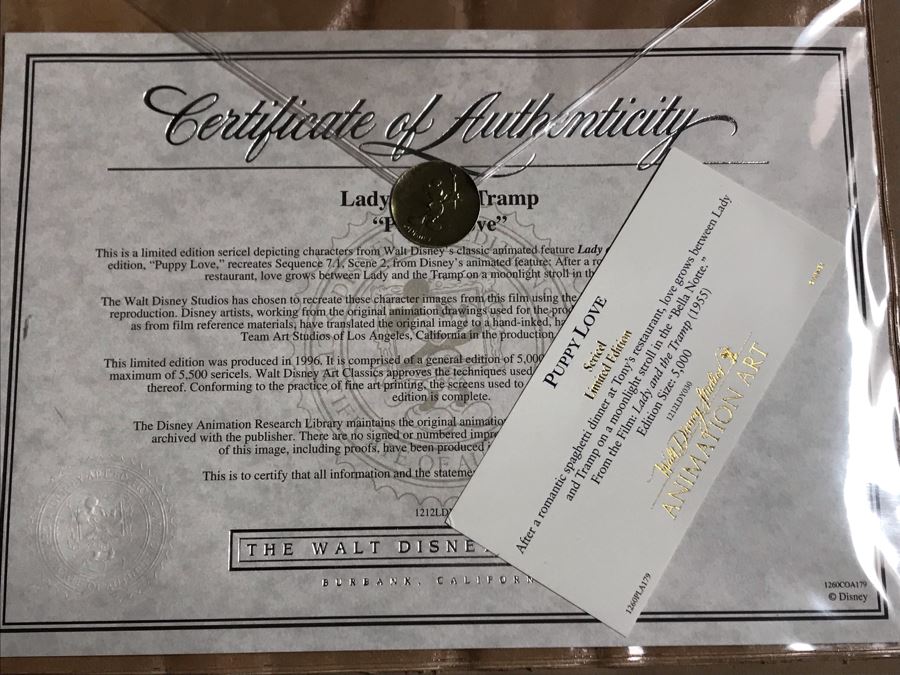 Certificate of Authenticity
Lady Tramp
“P ve”
This is a limited edition sericel depicting characters from Walt Disney's classic animated feature Lady
edition, “Puppy Love,” recreates Sequence 7.1, Scene 2, from Disney's animated feature: After a
restaurant, love grows between Lady and the Tramp on a moonlight stroll in
The Walt Disney Studios has chosen to recreate these character images from this film using the
reproduction. Disney artists, working from the original animation drawings used for the
as from film reference materials, have translated the original image to a hand-inked,
Team Art Studios of Los Angeles, California in the production
This limited edition was produced in 1996. It is comprised of a general edition of 5,000
maximum of 5,500 sericels. Walt Disney Art Classics approves the techniques used
thereof. Conforming to the practice of fine art printing, the screens used to
edition is complete.
The Disney Animation Research Library maintains the original
archived with the publisher. There are no signed or numbered
of this image, including proofs, have been produced
This is to certify that all information and the
1212LD
THE WALT DISNE
BURBANK, CALIFORN
1260COA179
© Disney
PUPPY LOVE
Sericel
Limited Edition
After a romantic spaghetti dinner at Tony's restaurant, love grows between Lady
and Tramp on a moonlight stroll in the “Bella Notte.”
From the Film: Lady and the Tramp (1955)
Edition Size: 5,000
1212LDY030
Walt Disney Studios
ANIMATION ART
1260PLA179